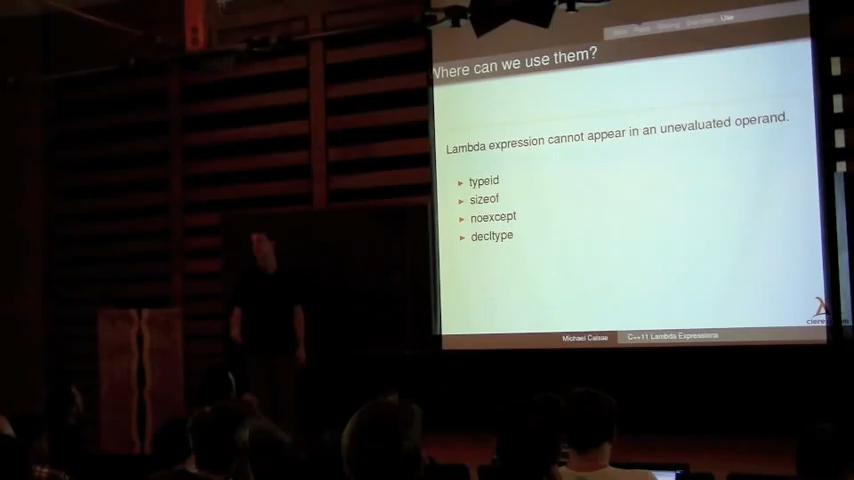 Use
Where can we use them?
Lambda expression cannot appear in an unevaluated operand.
► typeid
► sizeof
► noexcept
► decltype
Michael Caisse
C++11 Lambda Expressions